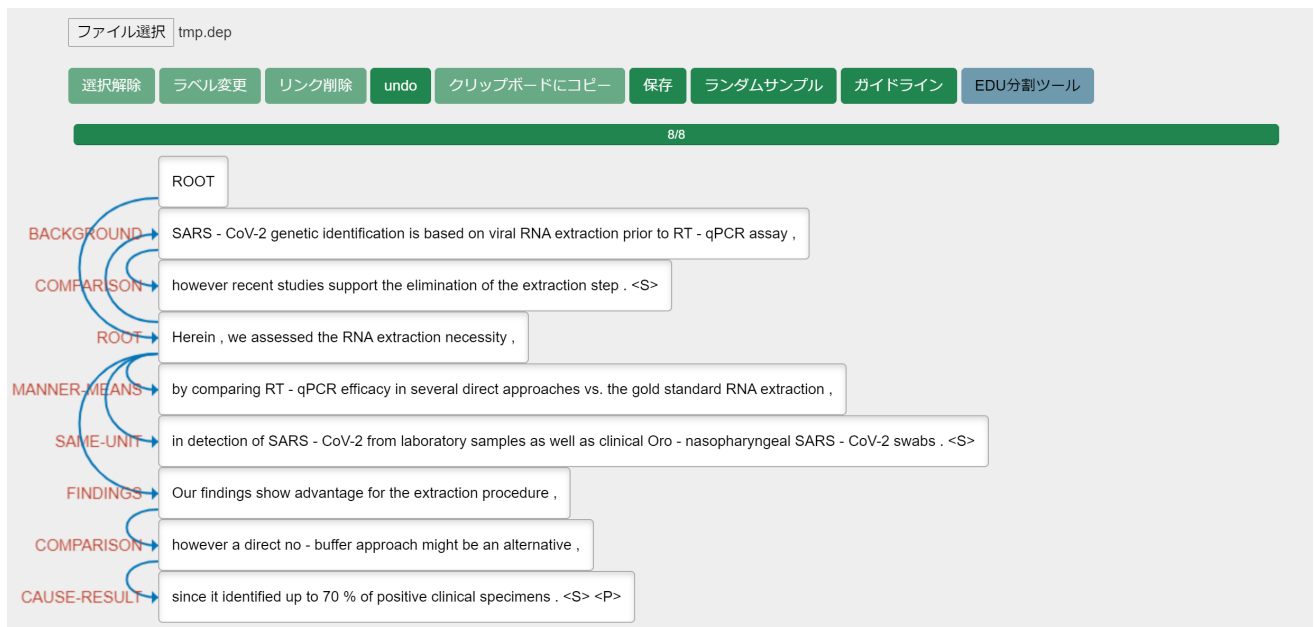 ファイル選択 tmp.dep
選択解除 ラベル変更 リンク削除 undo クリップボードにコピー 保存 ランダムサンプル ガイドライン EDU分割ツール
8/8
ROOT
BACKGROUND SARS - CoV-2 genetic identification is based on viral RNA extraction prior to RT - qPCR assay ,
COMPARISON however recent studies support the elimination of the extraction step . <S>
ROOT Herein , we assessed the RNA extraction necessity ,
MANNER-MEANS by comparing RT - qPCR efficacy in several direct approaches vs. the gold standard RNA extraction ,
SAME-UNIT in detection of SARS - CoV-2 from laboratory samples as well as clinical Oro - nasopharyngeal SARS - CoV-2 swabs . <S>
FINDINGS Our findings show advantage for the extraction procedure ,
COMPARISON however a direct no - buffer approach might be an alternative ,
CAUSE-RESULT since it identified up to 70 % of positive clinical specimens . <S> <P>